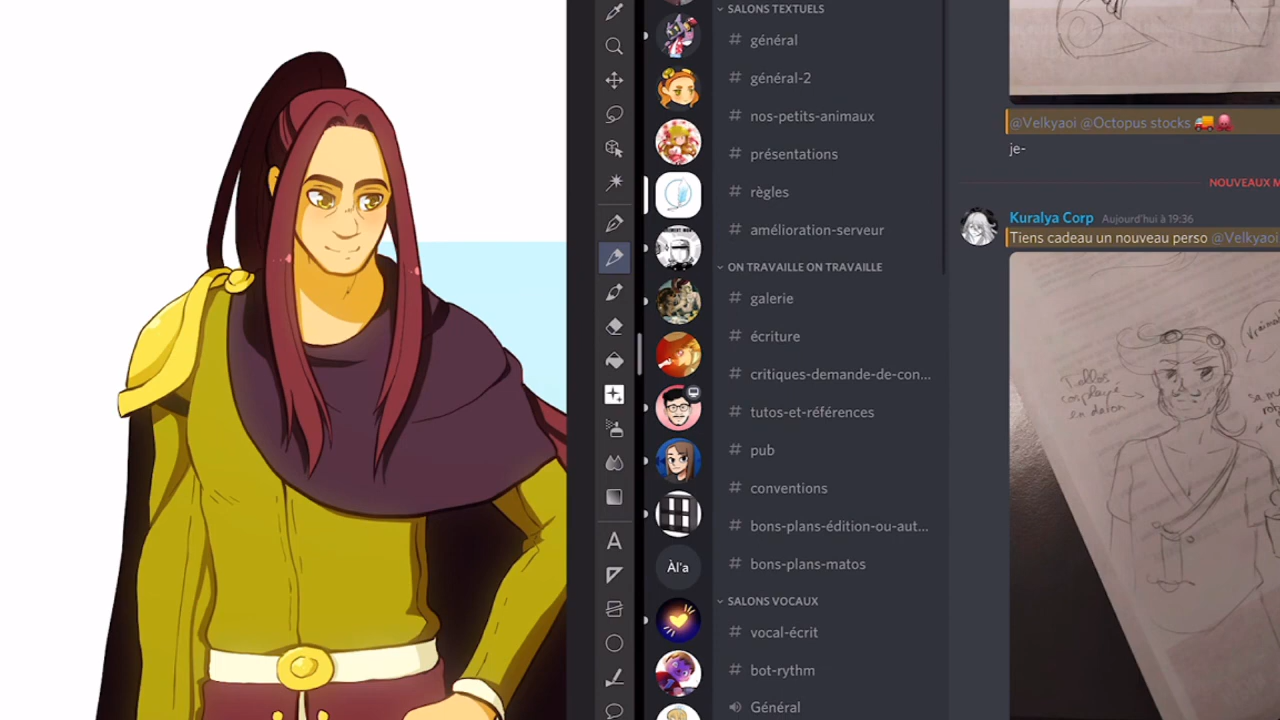 SALONS TEXTUELS
# général
# général-2
# nos-petits-animaux
# présentations
# règles
# amélioration-serveur
ON TRAVAILLE ON TRAVAILLE
# galerie
# écriture
# critiques-demande-de-con...
# tutos-et-références
# pub
# conventions
# bons-plans-édition-ou-aut...
# bons-plans-matos
SALONS VOCAUX
# vocal-écrit
# bot-rythm
Général
Àl'a
@Velkyaoi @Octopus stocks 🚚🐙
je-
NOUVEAUX M
Kuralya Corp Aujourd'hui à 19:36
Tiens cadeau un nouveau perso @Velkyaoi
cosplayé
en daron